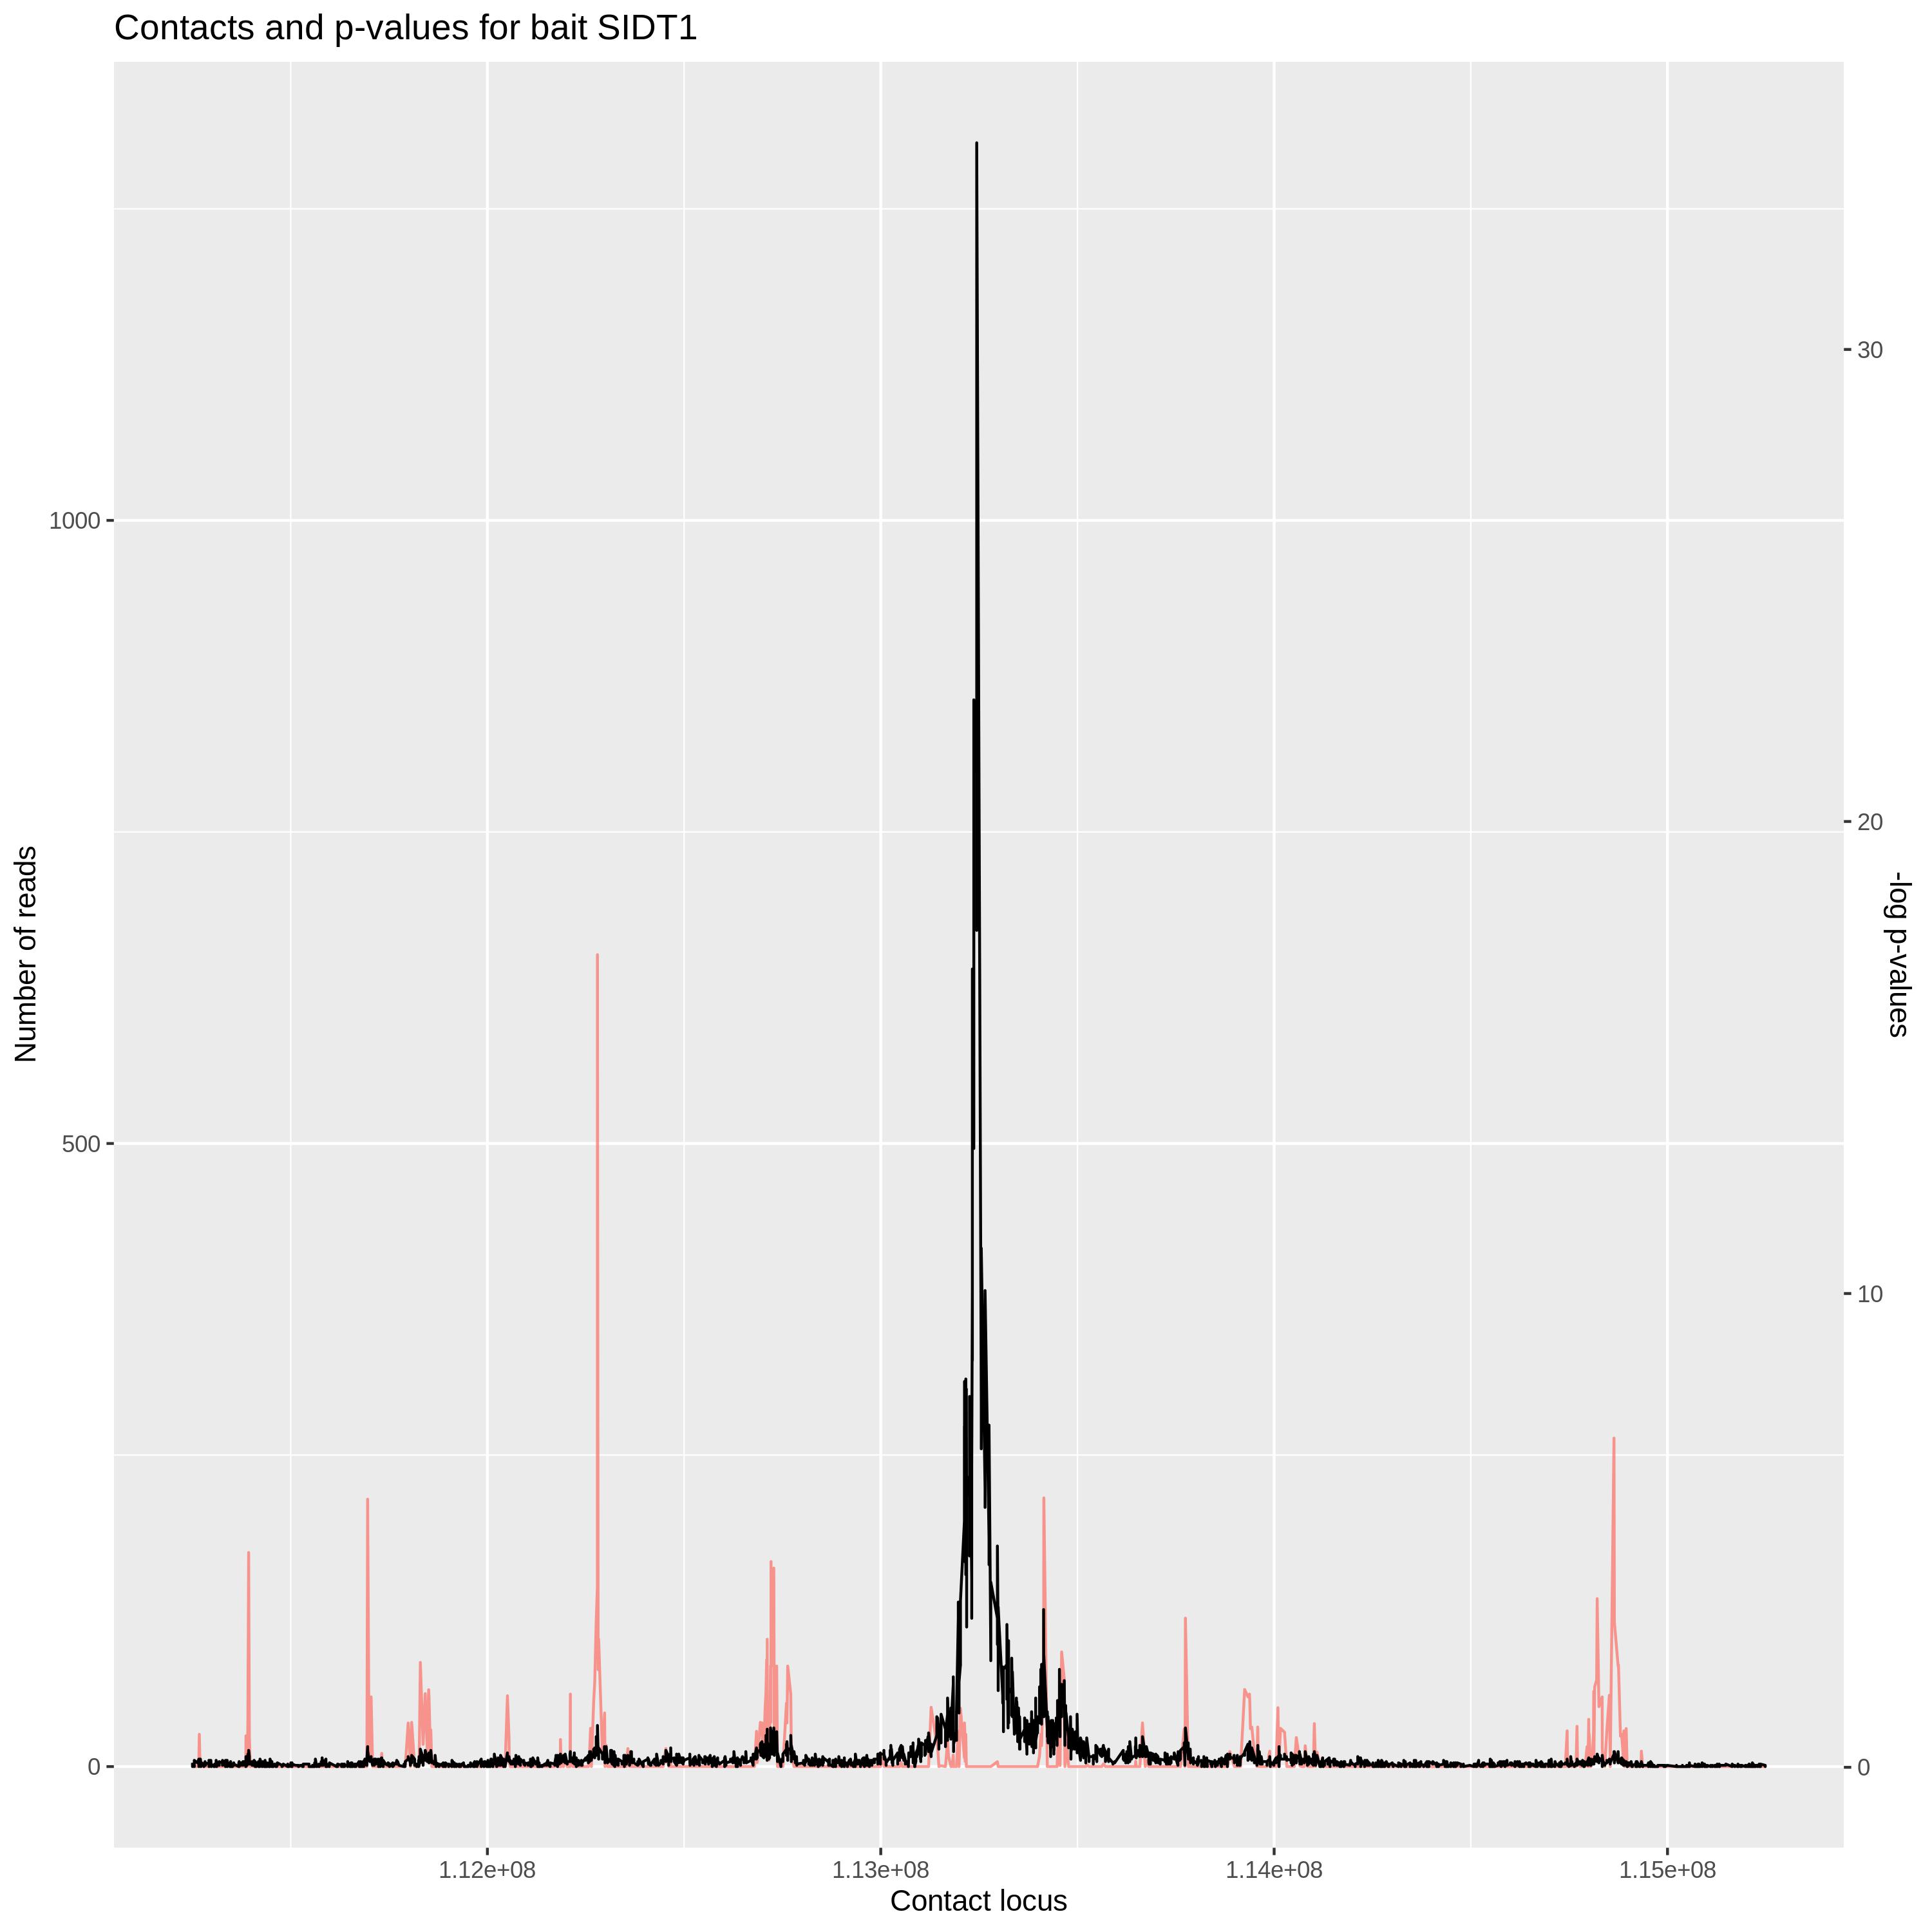 Contacts and p-values for bait SIDT1
1000
500
0
Number of reads
30
20
10
0
-log p-values
1.12e+08
1.13e+08
1.14e+08
1.15e+08
Contact locus